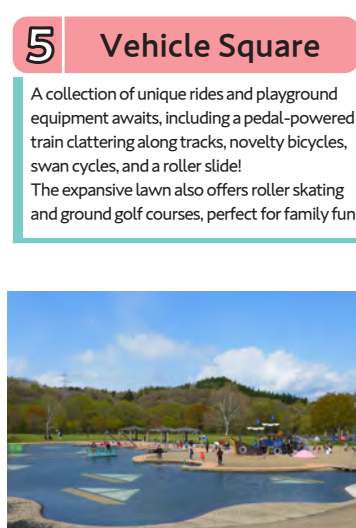 5 Vehicle Square
A collection of unique rides and playground
equipment awaits, including a pedal-powered
train clattering along tracks, novelty bicycles,
swan cycles, and a roller slide!
The expansive lawn also offers roller skating
and ground golf courses, perfect for family fun